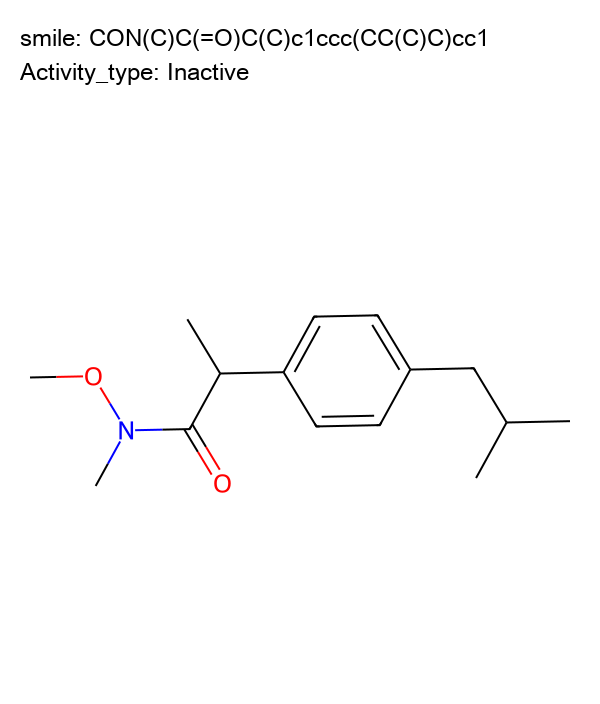 smile: CON(C)C(=O)C(C)c1ccc(CC(C)C)cc1
Activity_type: Inactive
O
N
O